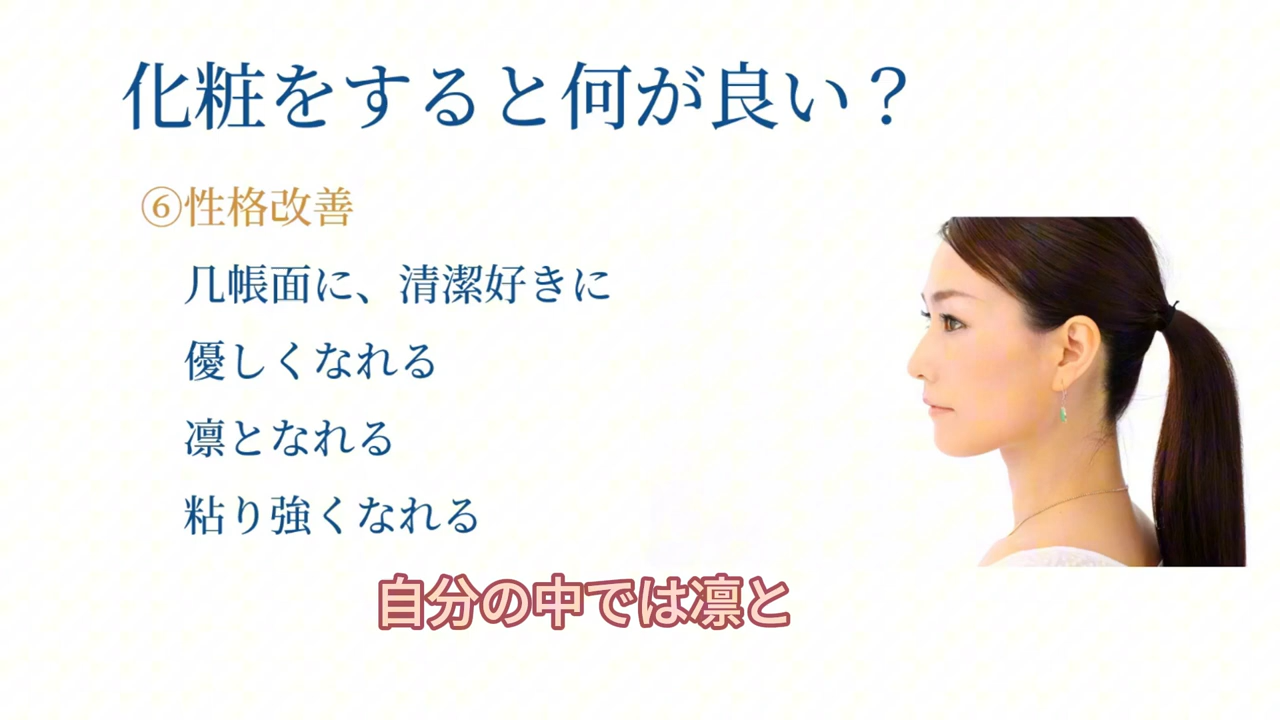 化粧をすると何が良い？
⑥性格改善
几帳面に、清潔好きに
優しくなれる
凛となれる
粘り強くなれる
自分の中では凛と